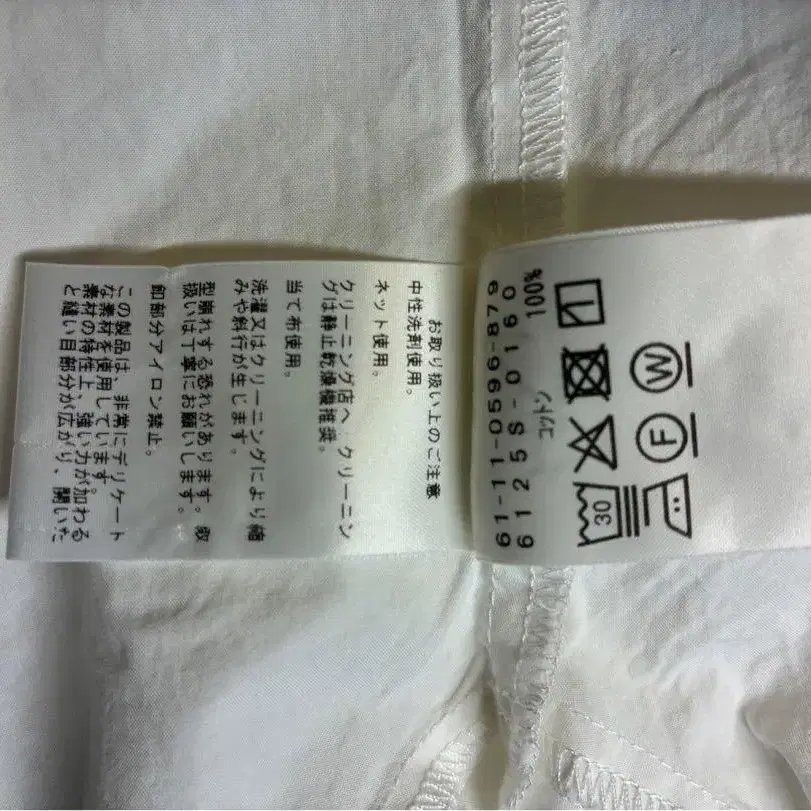 61-11-0596-879
6125S-0160
コットン 100%
30
F
W
お取り扱い上のご注意
中性洗剤使用。
ネット使用。
クリーニング店へ、クリーニン
グは静止乾燥機推奨。
当て布使用。
洗濯又はクリーニングにより縮
みや斜行が生じます。
型崩れする恐れがあります。取
扱いは丁寧にお願いします。
釦部分アイロン禁止。
この製品は、非常にデリケート
な素材を使用しています。
素材の特性上、強い力が加わる
と縫い目部分が広がり、開いた